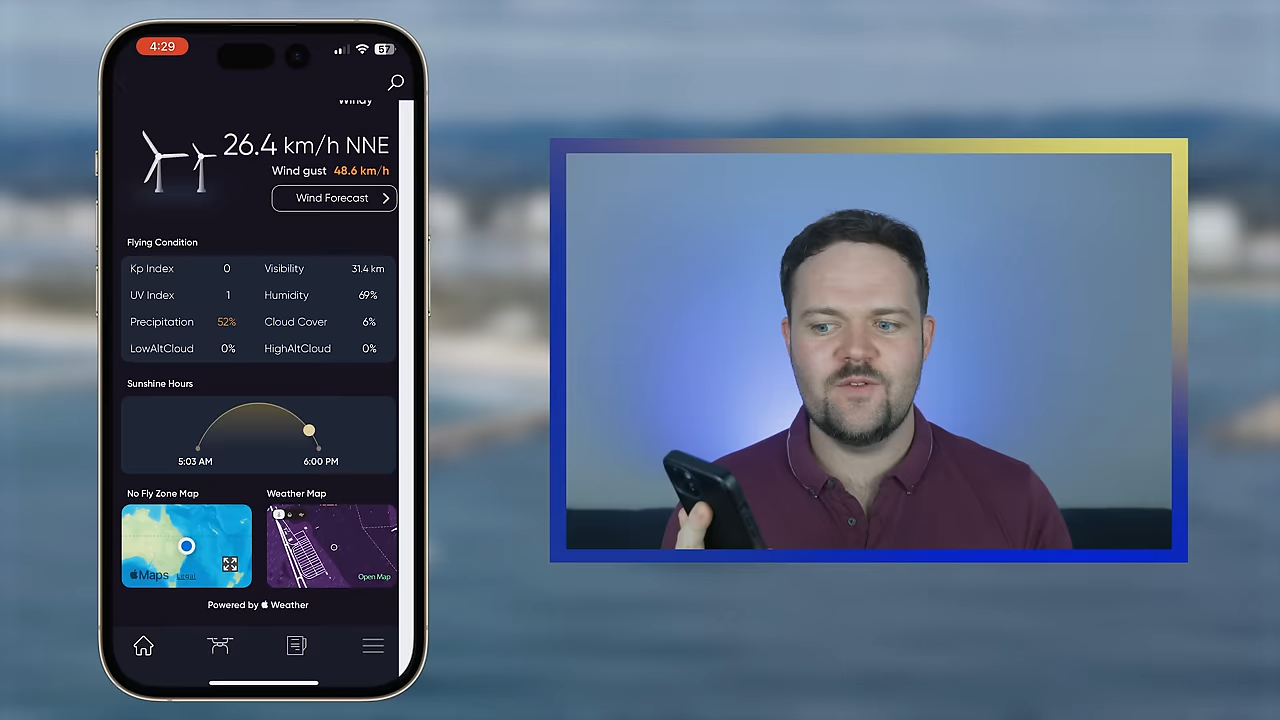 4:29
57
Windy
26.4 km/h NNE
Wind gust 48.6 km/h
Wind Forecast
Flying Condition
Kp Index 0 Visibility 31.4 km
UV Index 1 Humidity 69%
Precipitation 52% Cloud Cover 6%
LowAltCloud 0% HighAltCloud 0%
Sunshine Hours
5:03 AM 6:00 PM
No Fly Zone Map Weather Map
Maps Legal
Open Map
Powered by Weather